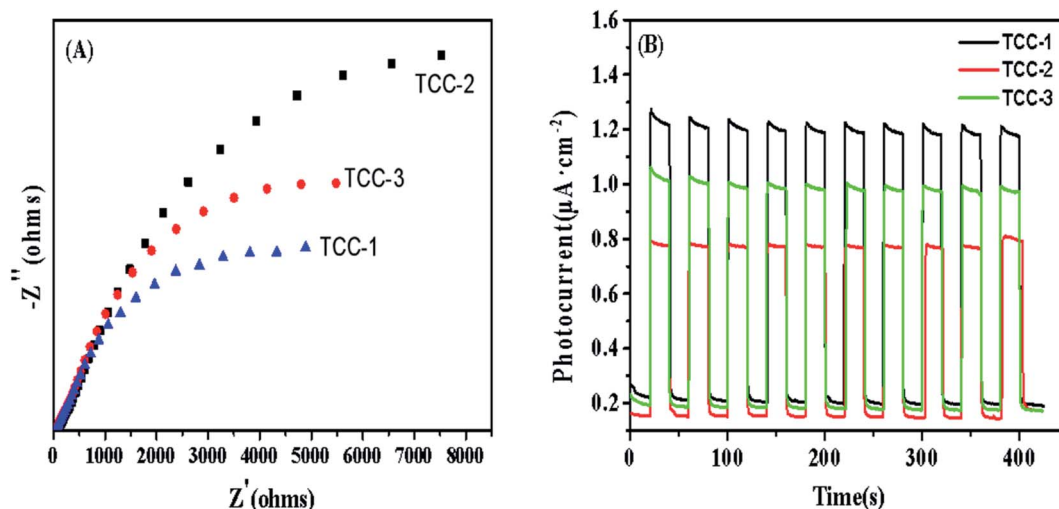 (A)
TCC-2
TCC-3
TCC-1
-Z''(ohms)
0 1000 2000 3000 4000 5000 6000 7000 8000
Z'(ohms)
(B)
TCC-1
TCC-2
TCC-3
Photocurrent(μA·cm⁻²)
1.6
1.4
1.2
1.0
0.8
0.6
0.4
0.2
0 100 200 300 400
Time(s)